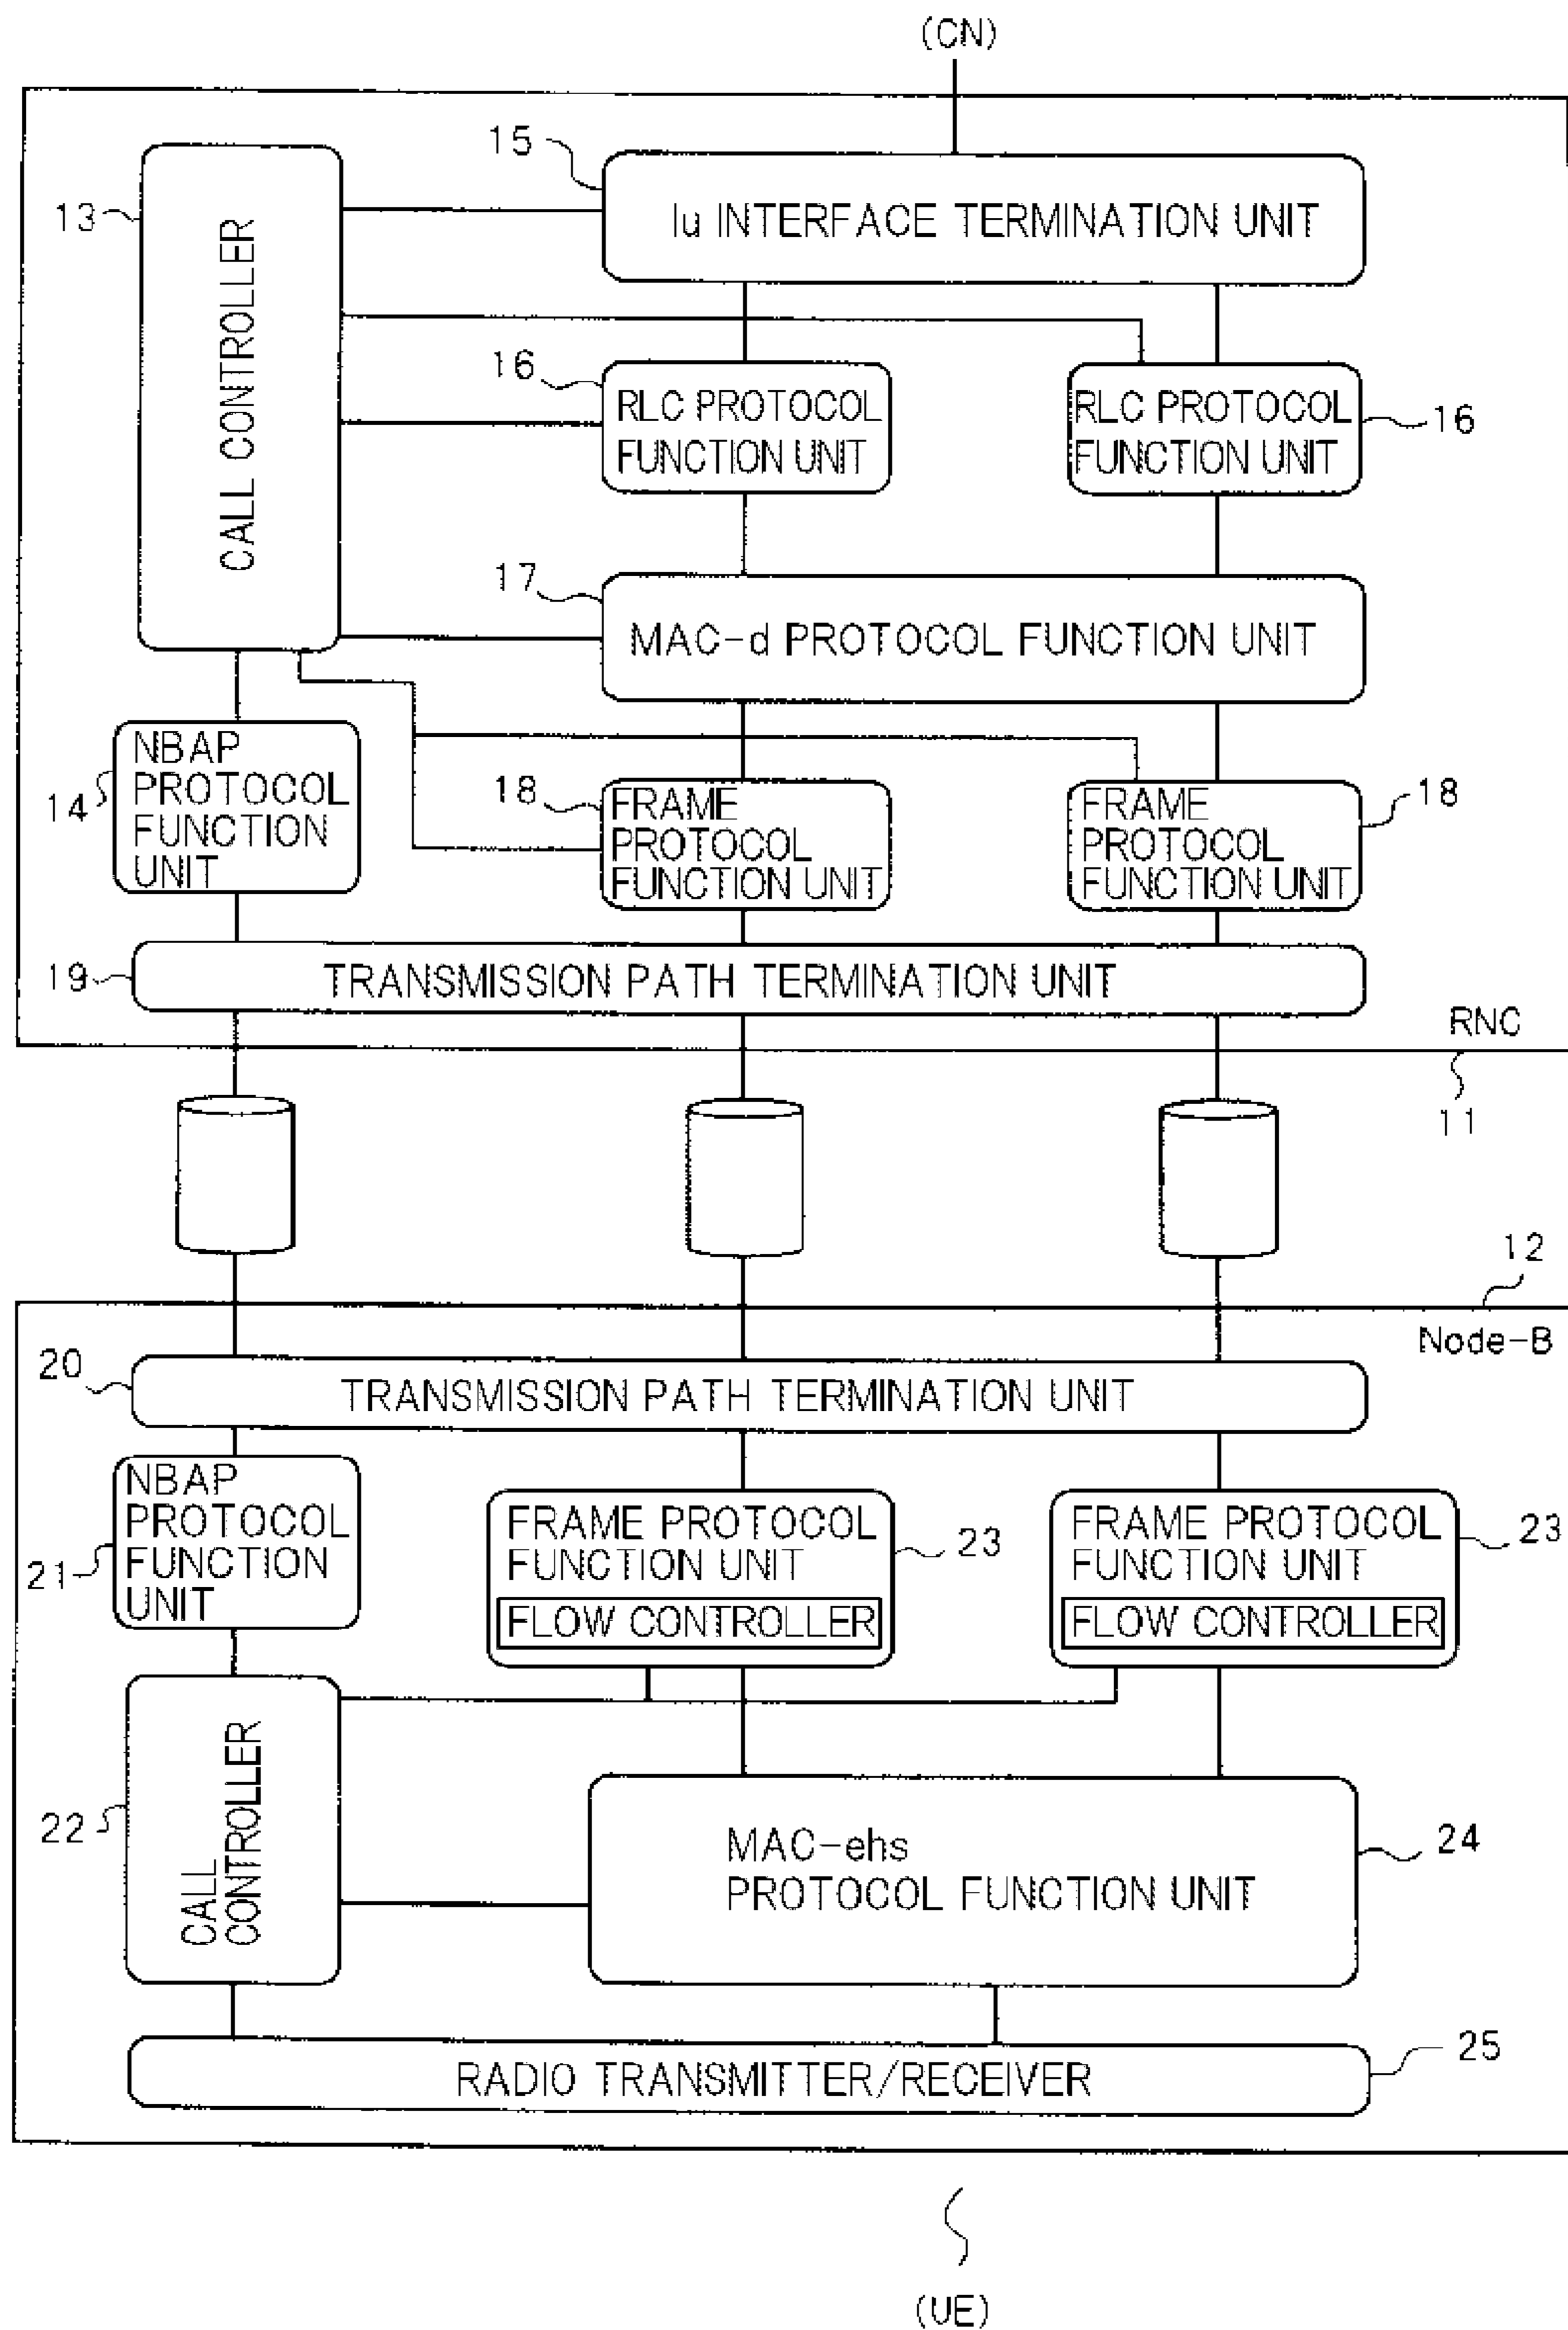 (CN)
15
13
Iu INTERFACE TERMINATION UNIT
CALL CONTROLLER
16
RLC PROTOCOL
FUNCTION UNIT
RLC PROTOCOL
FUNCTION UNIT
16
17
MAC-d PROTOCOL FUNCTION UNIT
14
NBAP
PROTOCOL
FUNCTION
UNIT
18
FRAME
PROTOCOL
FUNCTION UNIT
FRAME
PROTOCOL
FUNCTION UNIT
18
19
TRANSMISSION PATH TERMINATION UNIT
RNC
11
12
Node-B
20
TRANSMISSION PATH TERMINATION UNIT
21
NBAP
PROTOCOL
FUNCTION
UNIT
FRAME PROTOCOL
FUNCTION UNIT
FLOW CONTROLLER
23
FRAME PROTOCOL
FUNCTION UNIT
FLOW CONTROLLER
23
22
CALL
CONTROLLER
MAC-ehs
PROTOCOL FUNCTION UNIT
24
RADIO TRANSMITTER/RECEIVER
25
(UE)